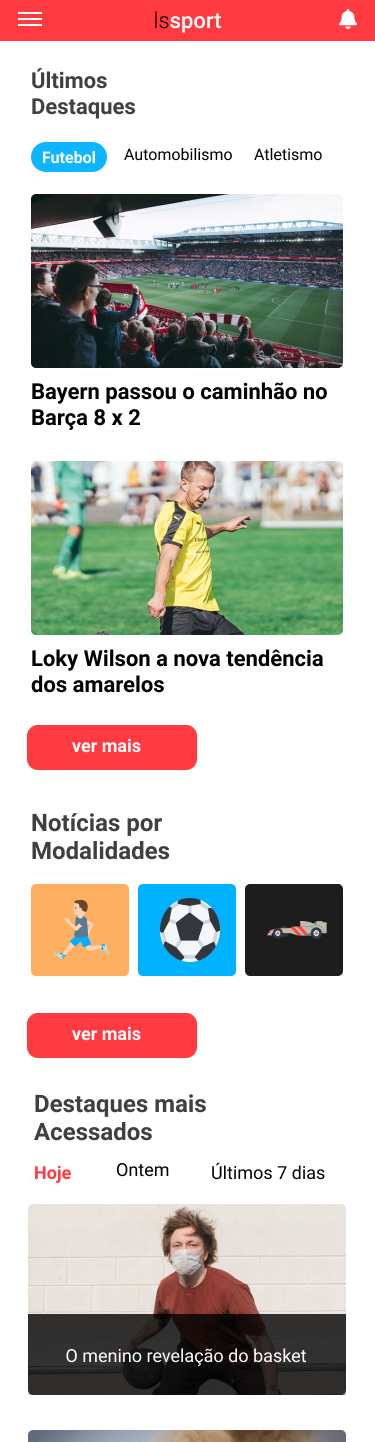 lssport
Últimos
Destaques
Futebol Automobilismo Atletismo
Bayern passou o caminhão no
Barça 8 x 2
Loky Wilson a nova tendência
dos amarelos
ver mais
Notícias por
Modalidades
ver mais
Destaques mais
Acessados
Hoje Ontem Últimos 7 dias
O menino revelação do basket